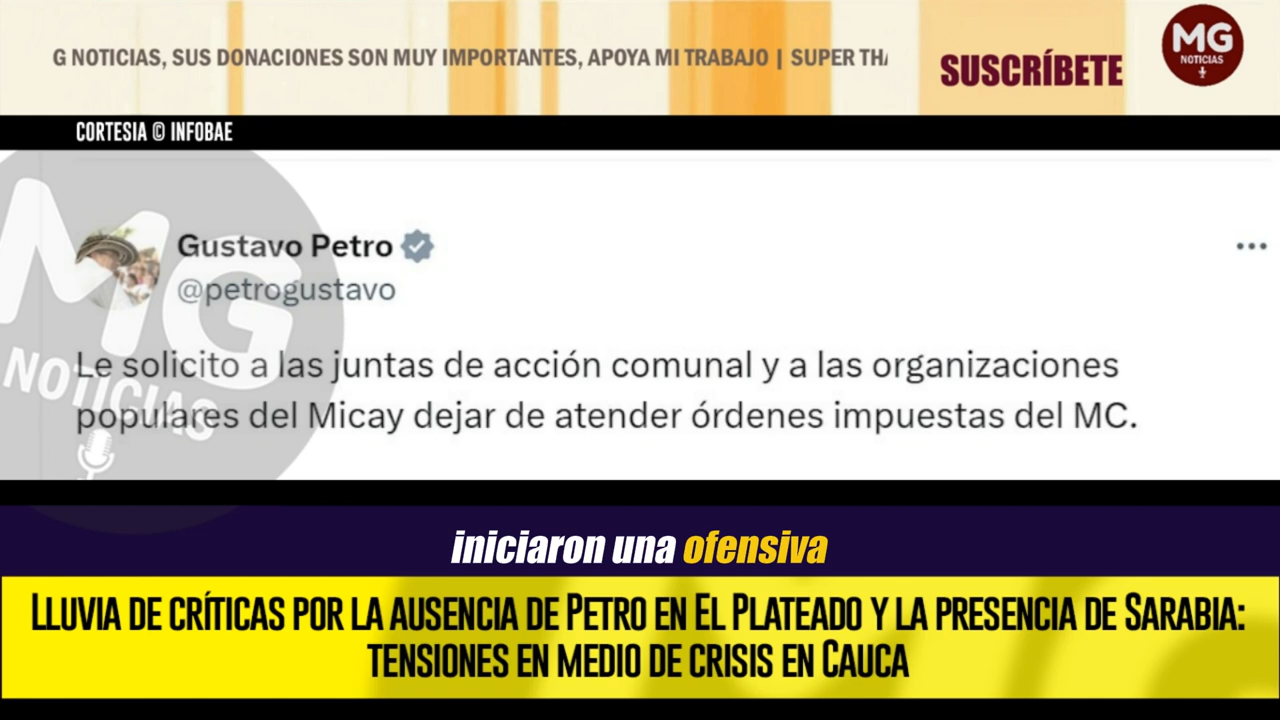 G NOTICIAS, SUS DONACIONES SON MUY IMPORTANTES, APOYA MI TRABAJO | SUPER THA
SUSCRÍBETE
MG
NOTICIAS
CORTESIA © INFOBAE
MG
NOTICIAS
Gustavo Petro
@petrogustavo
Le solicito a las juntas de acción comunal y a las organizaciones
populares del Micay dejar de atender órdenes impuestas del MC.
iniciaron una ofensiva
LLUVIA DE CRÍTICAS POR LA AUSENCIA DE PETRO EN EL PLATEADO Y LA PRESENCIA DE SARABIA:
TENSIONES EN MEDIO DE CRISIS EN CAUCA